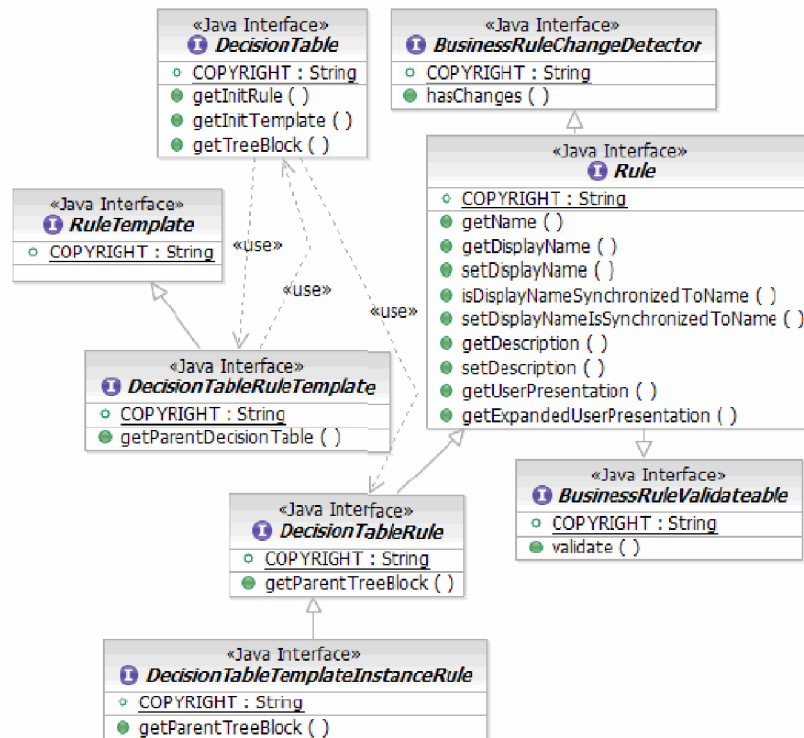 «Java Interface»
DecisionTable
COPYRIGHT : String
getInitRule ( )
getInitTemplate ( )
getTreeBlock ( )
«Java Interface»
BusinessRuleChangeDetector
COPYRIGHT : String
hasChanges ( )
«Java Interface»
Rule
COPYRIGHT : String
getName ( )
getDisplayName ( )
setDisplayName ( )
isDisplayNameSynchronizedToName ( )
setDisplayNameIsSynchronizedToName ( )
getDescription ( )
setDescription ( )
getUserPresentation ( )
getExpandedUserPresentation ( )
«Java Interface»
RuleTemplate
COPYRIGHT : String
«use»
«use»
«use»
«Java Interface»
DecisionTableRuleTemplate
COPYRIGHT : String
getParentDecisionTable ( )
«Java Interface»
BusinessRuleValidateable
COPYRIGHT : String
validate ( )
«Java Interface»
DecisionTableRule
COPYRIGHT : String
getParentTreeBlock ( )
«Java Interface»
DecisionTableTemplateInstanceRule
COPYRIGHT : String
getParentTreeBlock ( )